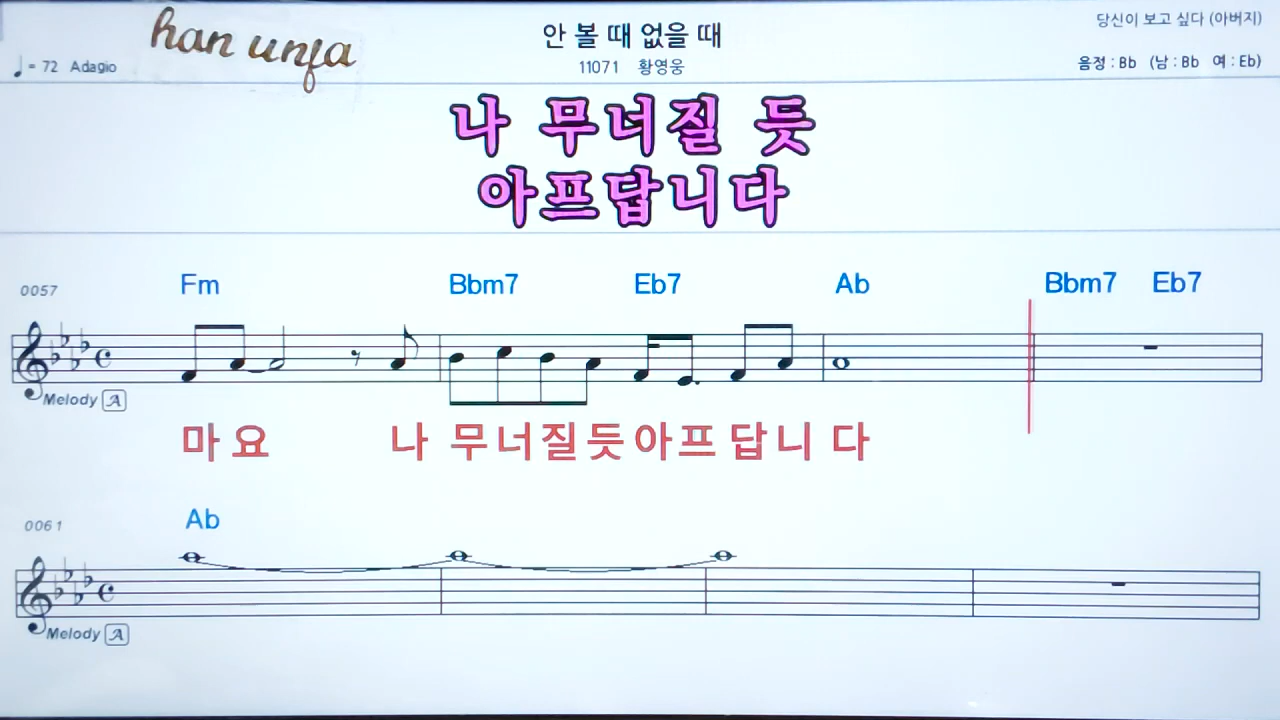 han unja
안 볼 때 없을 때
당신이 보고 싶다 (아버지)
♩= 72 Adagio
11071 황영웅
음정 : Bb (남 : Bb 여 : Eb)
나 무너질 듯
아프답니다
0057
Fm Bbm7 Eb7 Ab Bbm7 Eb7
Melody A
마 요 나 무너질듯아프 답니 다
0061
Ab
Melody A